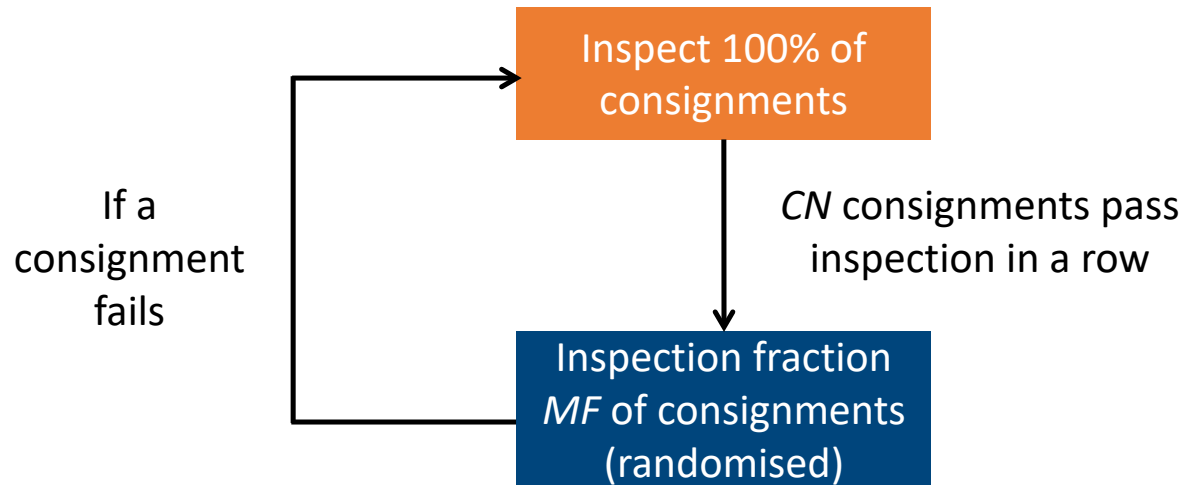 Inspect 100% of
consignments
If a
consignment
fails
CN consignments pass
inspection in a row
Inspection fraction
MF of consignments
(randomised)